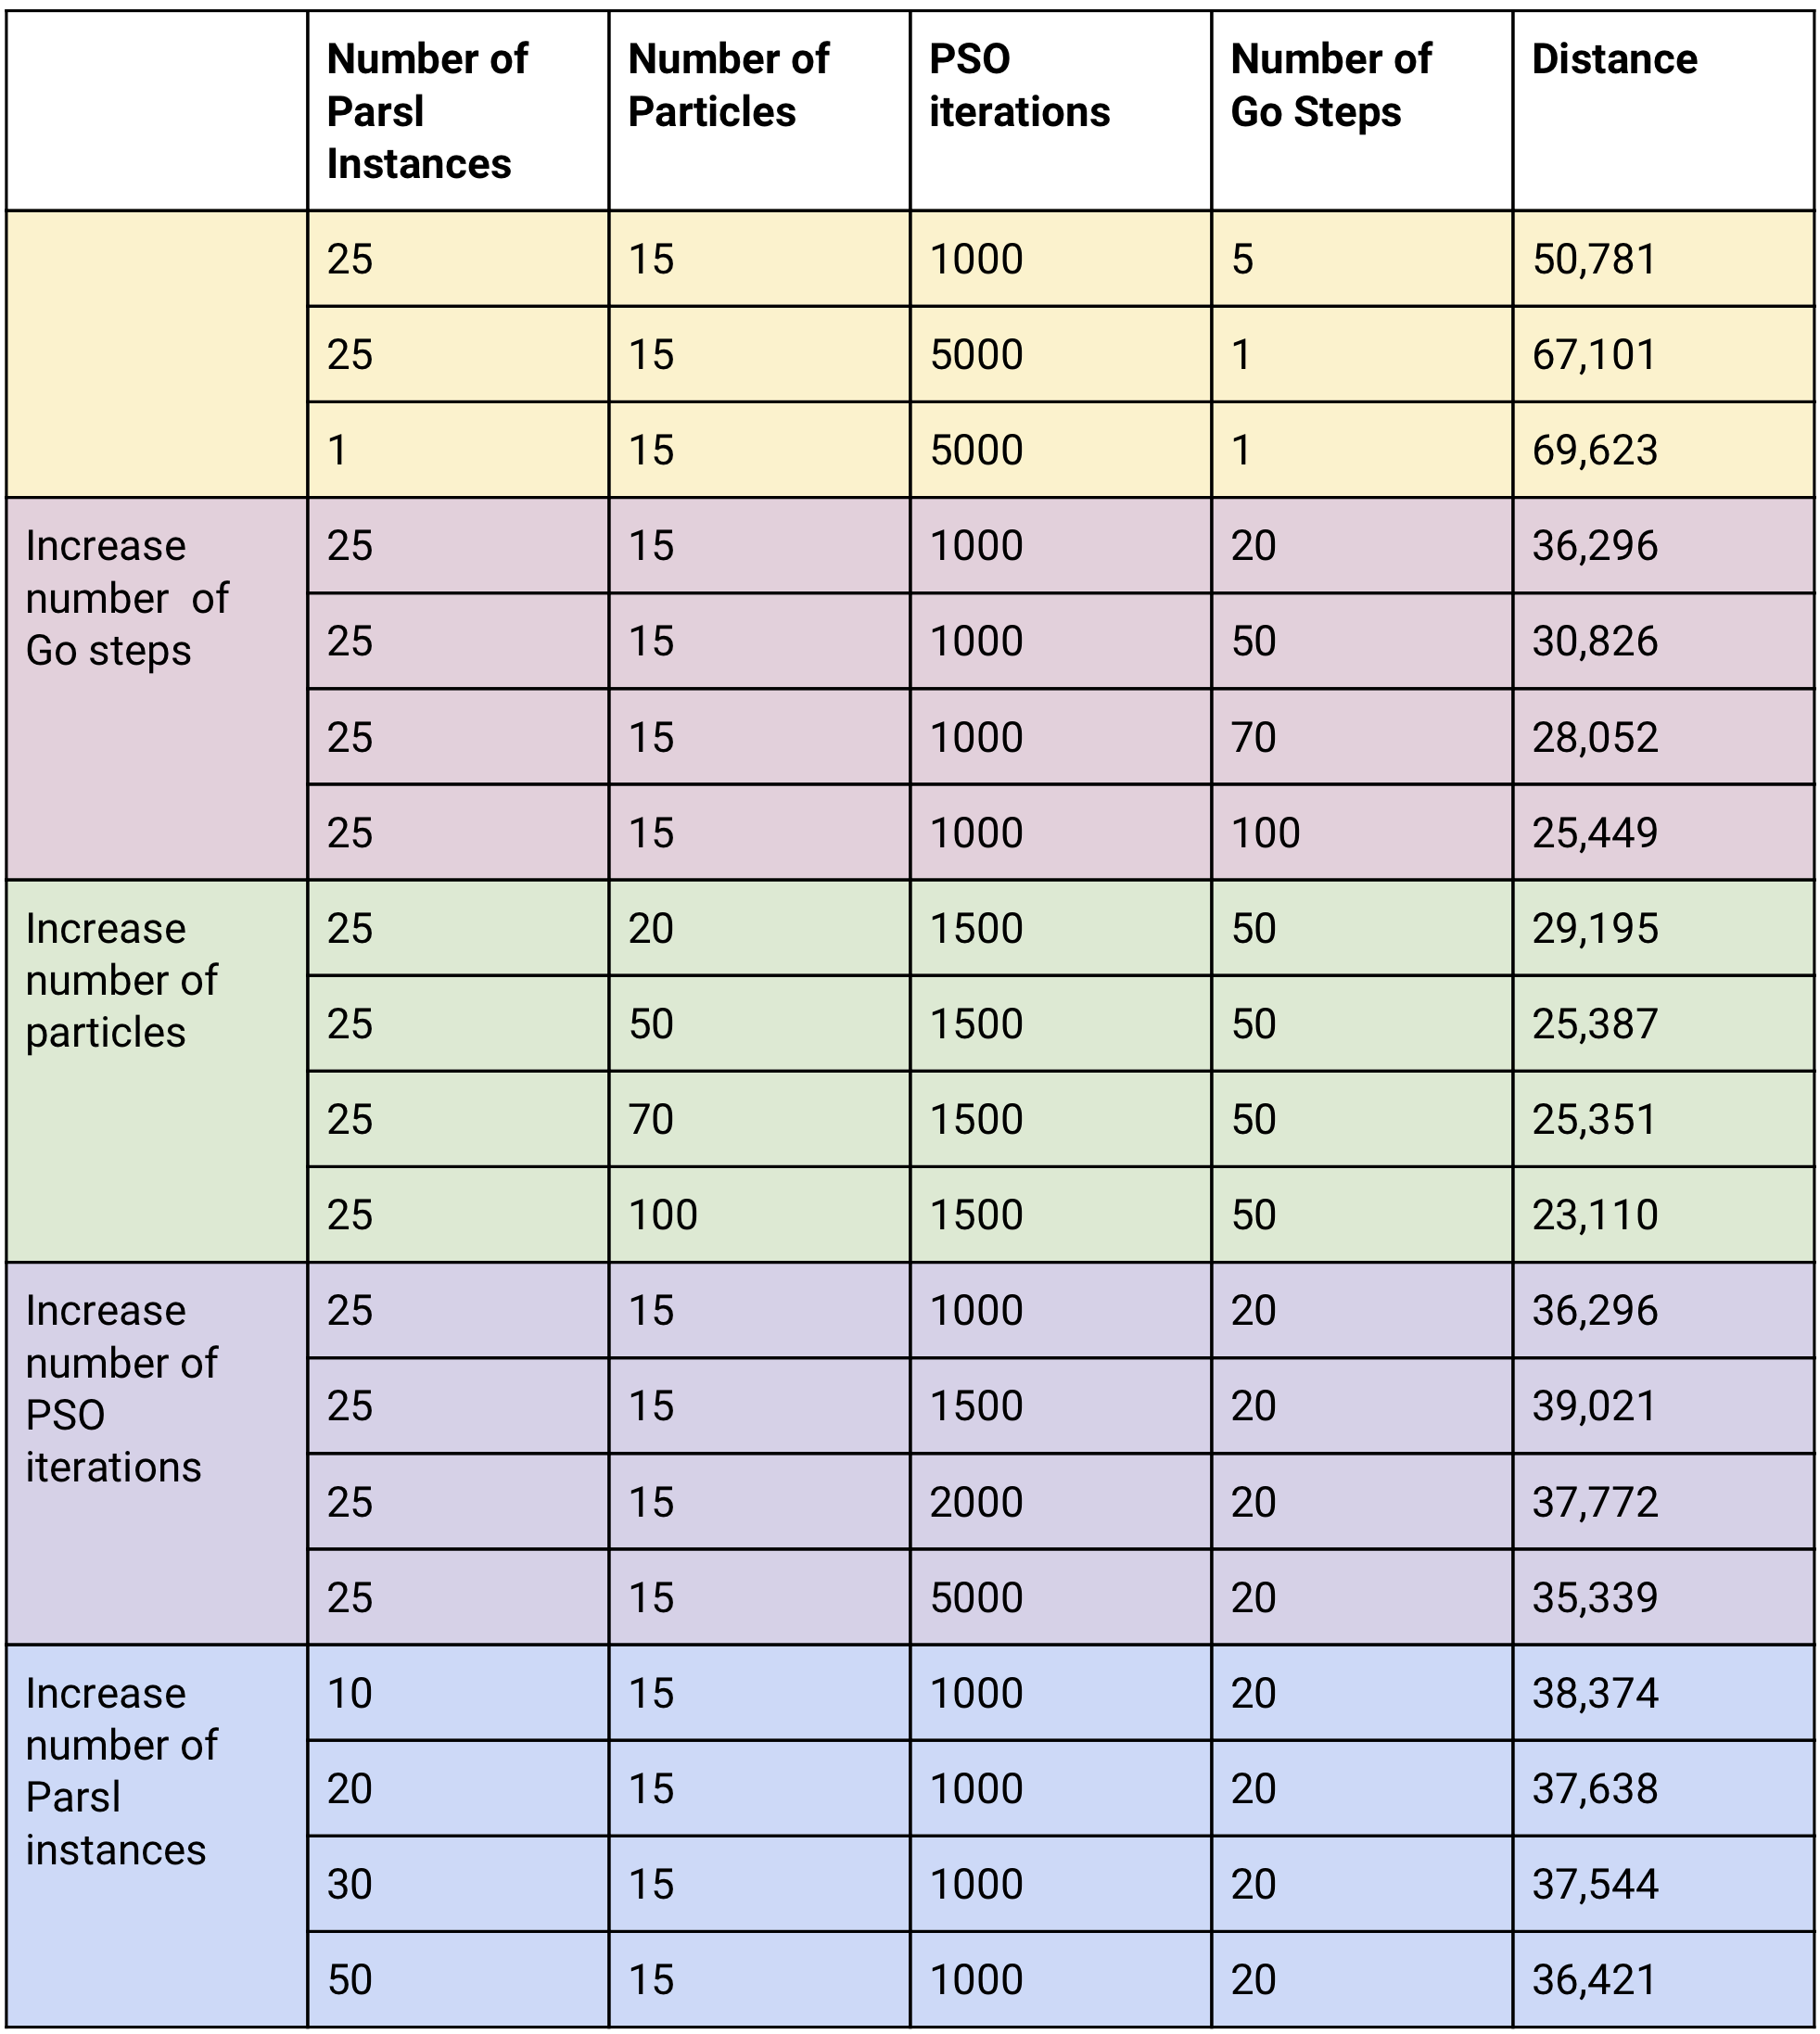 Number of Parsl Instances | Number of Particles | PSO iterations | Number of Go Steps | Distance
25 | 15 | 1000 | 5 | 50,781
25 | 15 | 5000 | 1 | 67,101
1 | 15 | 5000 | 1 | 69,623
Increase number of Go steps | 25 | 15 | 1000 | 20 | 36,296
25 | 15 | 1000 | 50 | 30,826
25 | 15 | 1000 | 70 | 28,052
25 | 15 | 1000 | 100 | 25,449
Increase number of particles | 25 | 20 | 1500 | 50 | 29,195
25 | 50 | 1500 | 50 | 25,387
25 | 70 | 1500 | 50 | 25,351
25 | 100 | 1500 | 50 | 23,110
Increase number of PSO iterations | 25 | 15 | 1000 | 20 | 36,296
25 | 15 | 1500 | 20 | 39,021
25 | 15 | 2000 | 20 | 37,772
25 | 15 | 5000 | 20 | 35,339
Increase number of Parsl instances | 10 | 15 | 1000 | 20 | 38,374
20 | 15 | 1000 | 20 | 37,638
30 | 15 | 1000 | 20 | 37,544
50 | 15 | 1000 | 20 | 36,421